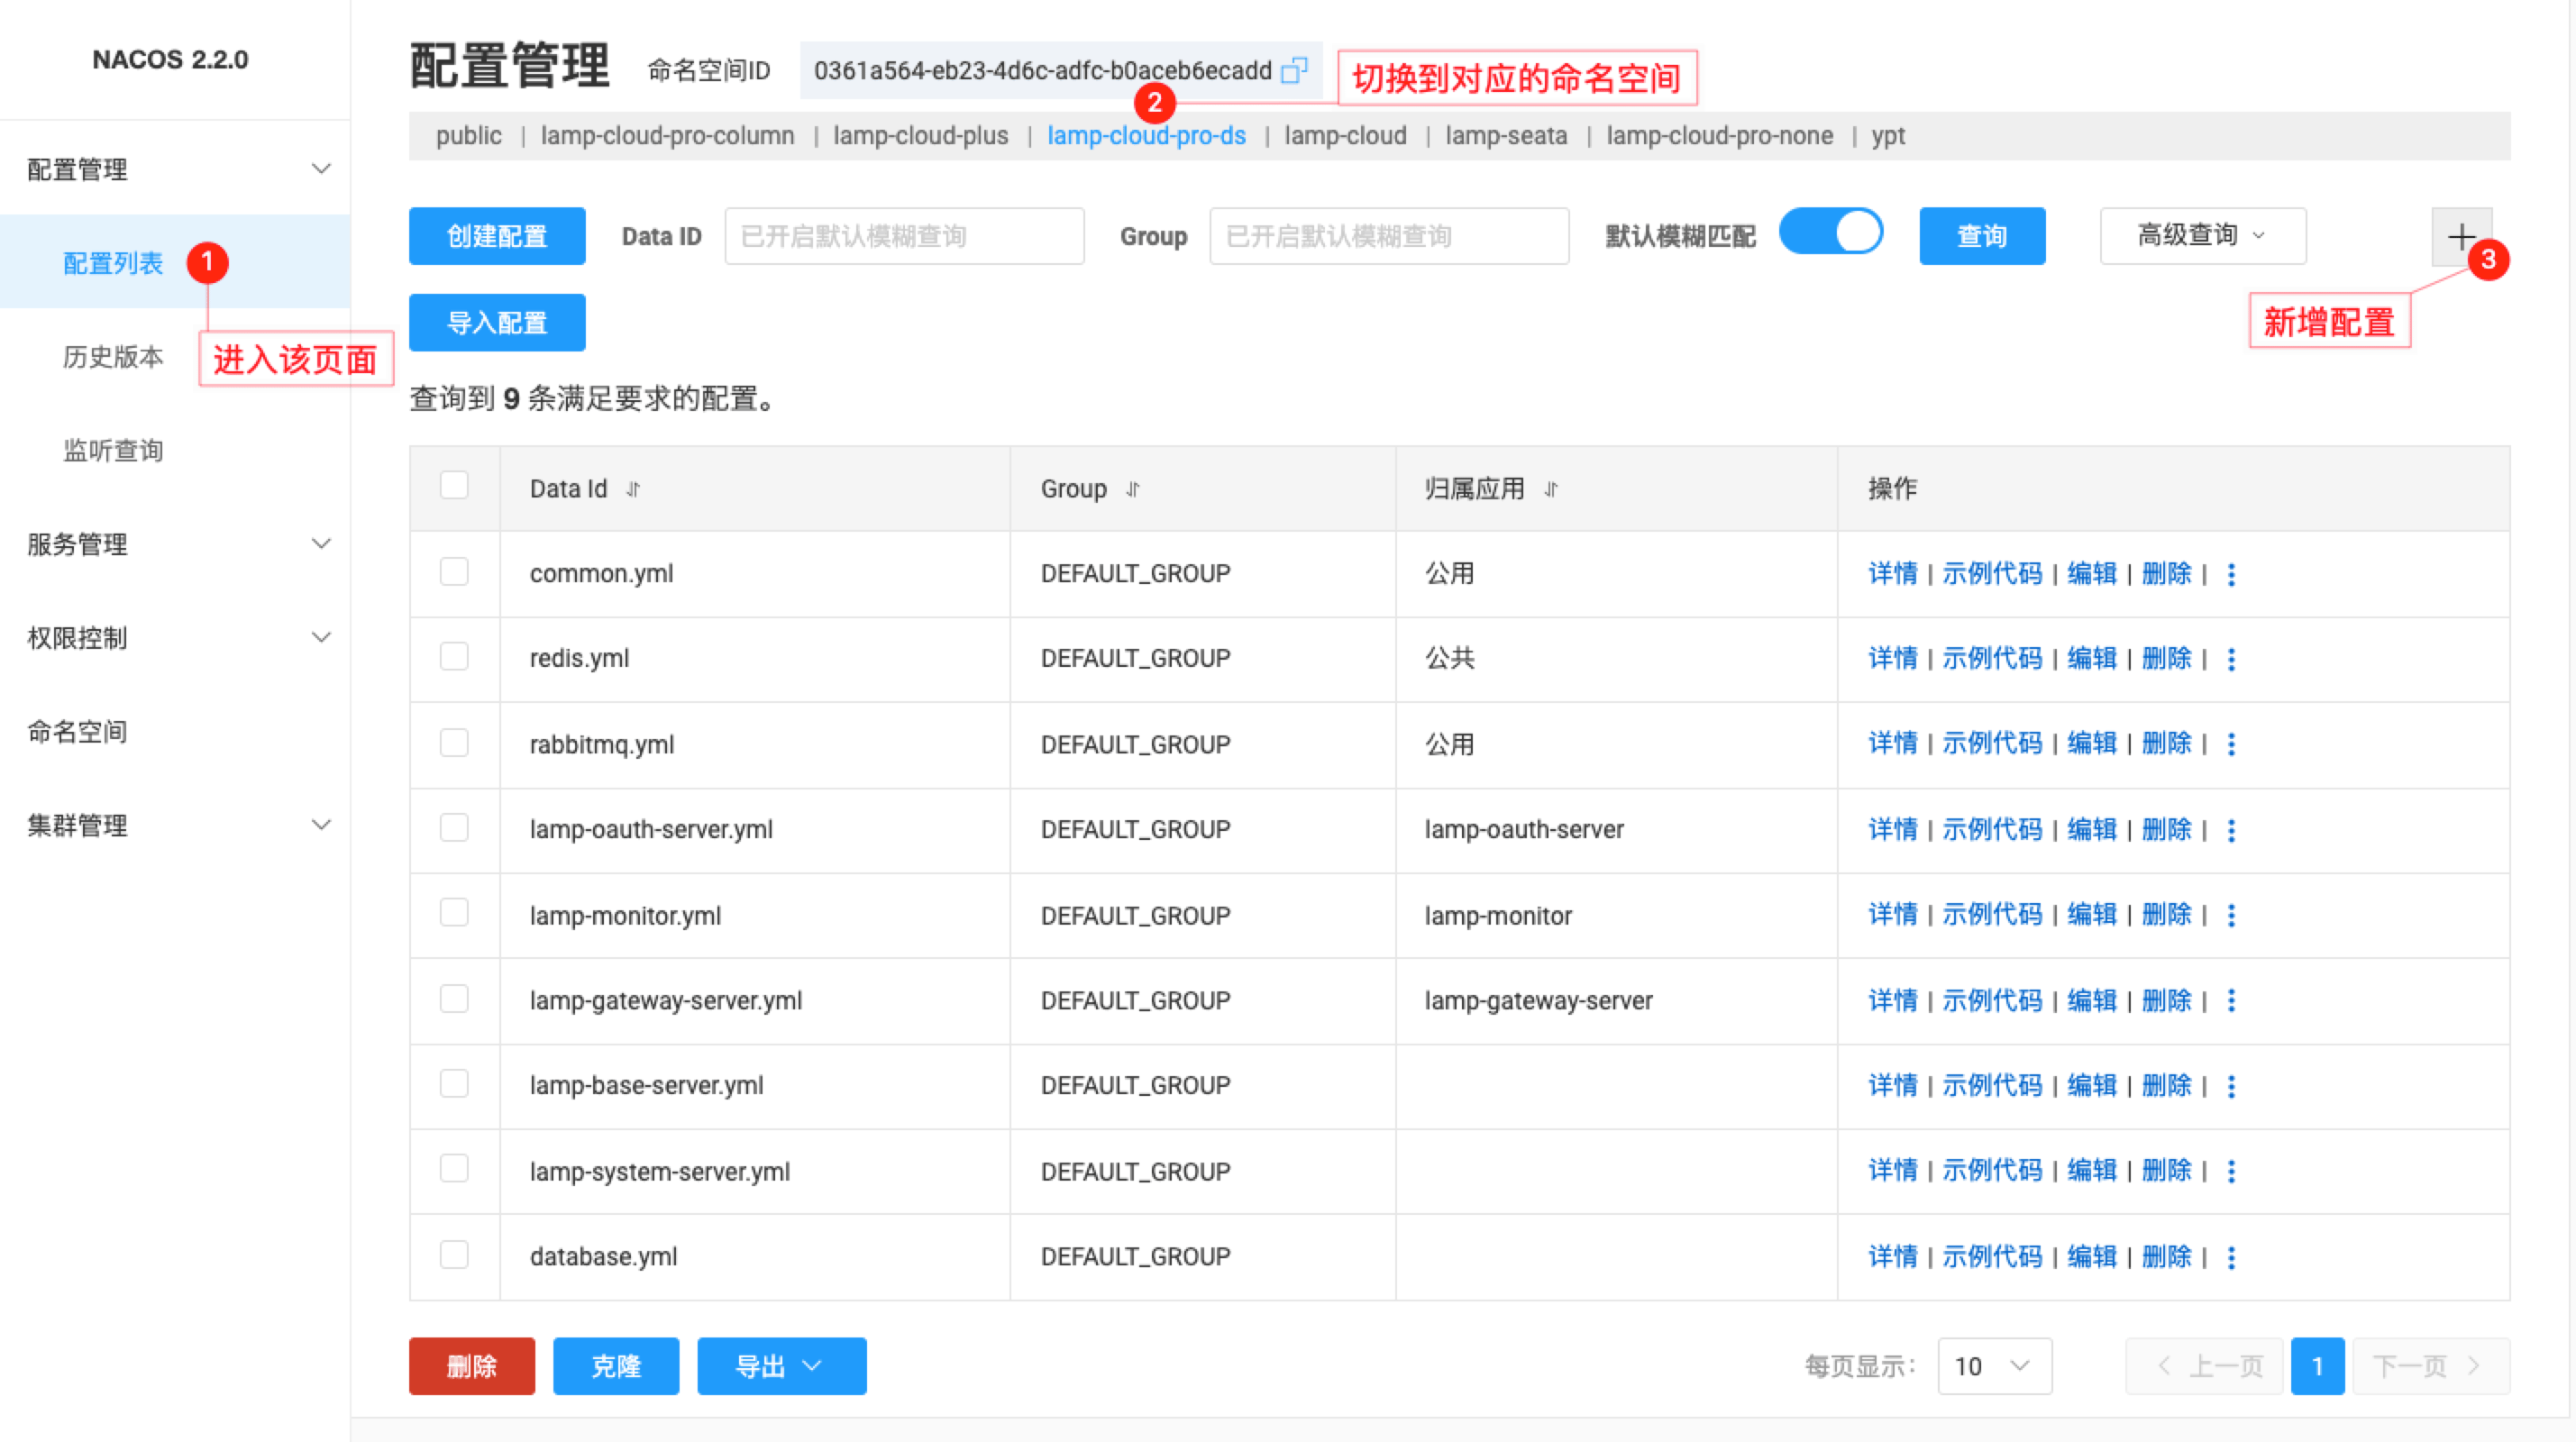 NACOS 2.2.0
配置管理
配置列表
1
进入该页面
历史版本
监听查询
服务管理
权限控制
命名空间
集群管理
配置管理 命名空间ID 0361a564-eb23-4d6c-adfc-b0aceb6ecadd
2 切换到对应的命名空间
public | lamp-cloud-pro-column | lamp-cloud-plus | lamp-cloud-pro-ds | lamp-cloud | lamp-seata | lamp-cloud-pro-none | ypt
创建配置 Data ID 已开启默认模糊查询 Group 已开启默认模糊查询 默认模糊匹配 查询 高级查询
3
新增配置
导入配置
查询到 9 条满足要求的配置。
Data Id Group 归属应用 操作
common.yml DEFAULT_GROUP 公用 详情 | 示例代码 | 编辑 | 删除 |
redis.yml DEFAULT_GROUP 公共 详情 | 示例代码 | 编辑 | 删除 |
rabbitmq.yml DEFAULT_GROUP 公用 详情 | 示例代码 | 编辑 | 删除 |
lamp-oauth-server.yml DEFAULT_GROUP lamp-oauth-server 详情 | 示例代码 | 编辑 | 删除 |
lamp-monitor.yml DEFAULT_GROUP lamp-monitor 详情 | 示例代码 | 编辑 | 删除 |
lamp-gateway-server.yml DEFAULT_GROUP lamp-gateway-server 详情 | 示例代码 | 编辑 | 删除 |
lamp-base-server.yml DEFAULT_GROUP 详情 | 示例代码 | 编辑 | 删除 |
lamp-system-server.yml DEFAULT_GROUP 详情 | 示例代码 | 编辑 | 删除 |
database.yml DEFAULT_GROUP 详情 | 示例代码 | 编辑 | 删除 |
删除 克隆 导出 每页显示： 10 上一页 1 下一页